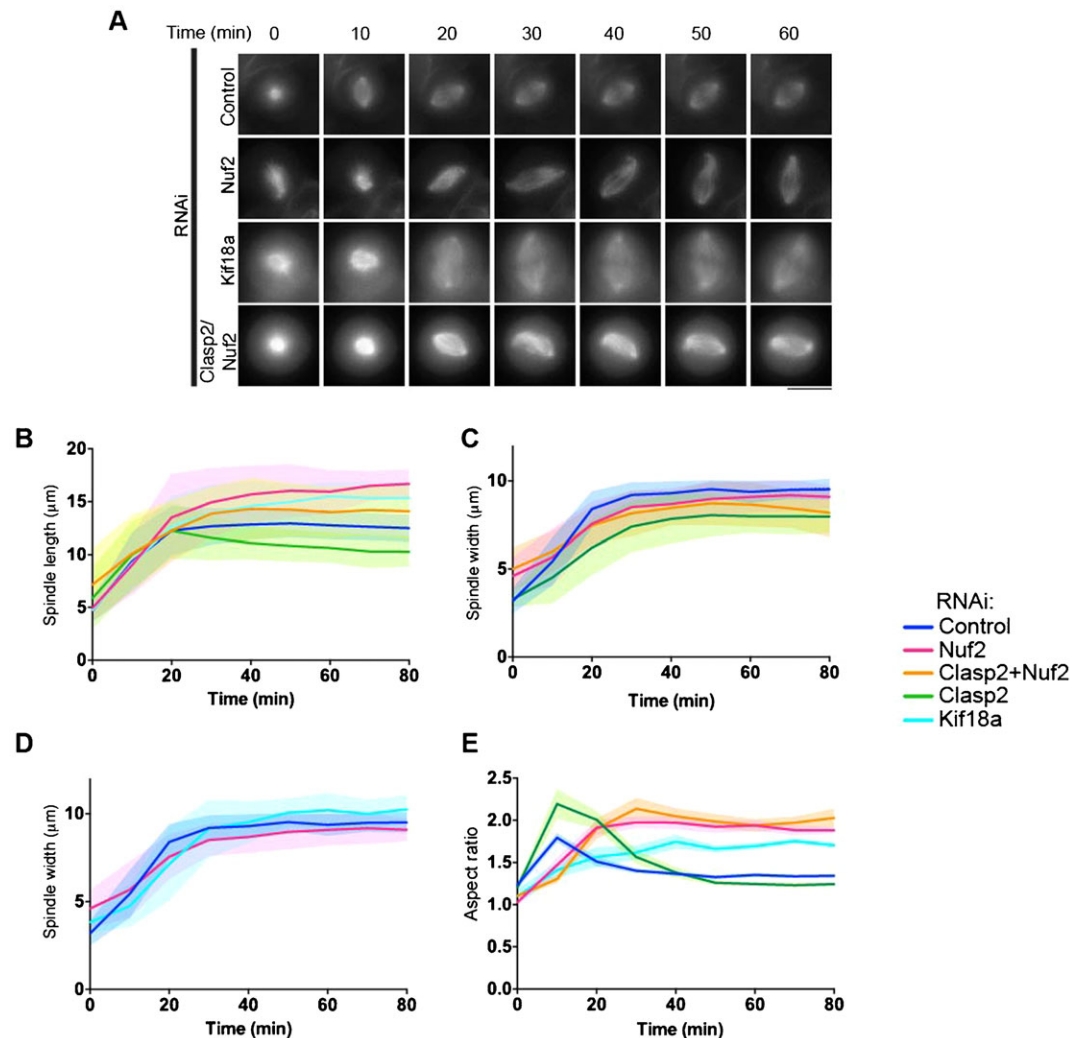 A
Time (min) 0 10 20 30 40 50 60
RNAi
Control
Nuf2
Kif18a
Clasp2/
Nuf2
B
Spindle length (µm)
20
15
10
5
0
0 20 40 60 80
Time (min)
C
Spindle width (µm)
10
5
0
0 20 40 60 80
Time (min)
RNAi:
Control
Nuf2
Clasp2+Nuf2
Clasp2
Kif18a
D
Spindle width (µm)
10
5
0
0 20 40 60 80
Time (min)
E
Aspect ratio
2.5
2.0
1.5
1.0
0.5
0.0
0 20 40 60 80
Time (min)